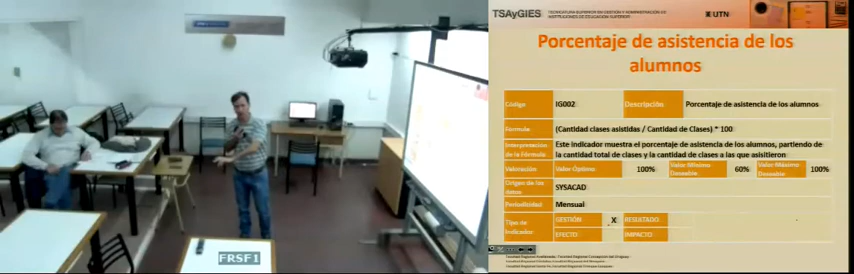 TSAyGIES
TECNICATURA SUPERIOR EN GESTIÓN Y ADMINISTRACIÓN EN
INSTITUCIONES DE EDUCACIÓN SUPERIOR
UTN
Porcentaje de asistencia de los
alumnos
Código IG002 Descripción Porcentaje de asistencia de los alumnos
Fórmula (Cantidad clases asistidas / Cantidad de Clases) * 100
Interpretación de la Fórmula Este indicador muestra el porcentaje de asistencia de los alumnos, partiendo de
la cantidad total de clases y la cantidad de clases a las que asistieron
Valoración Valor Óptimo 100% Valor Mínimo Deseable 60% Valor Máximo Deseable 100%
Origen de los datos SYSACAD
Periodicidad Mensual
Tipo de Indicador GESTIÓN X RESULTADO
EFECTO IMPACTO
FRSF1